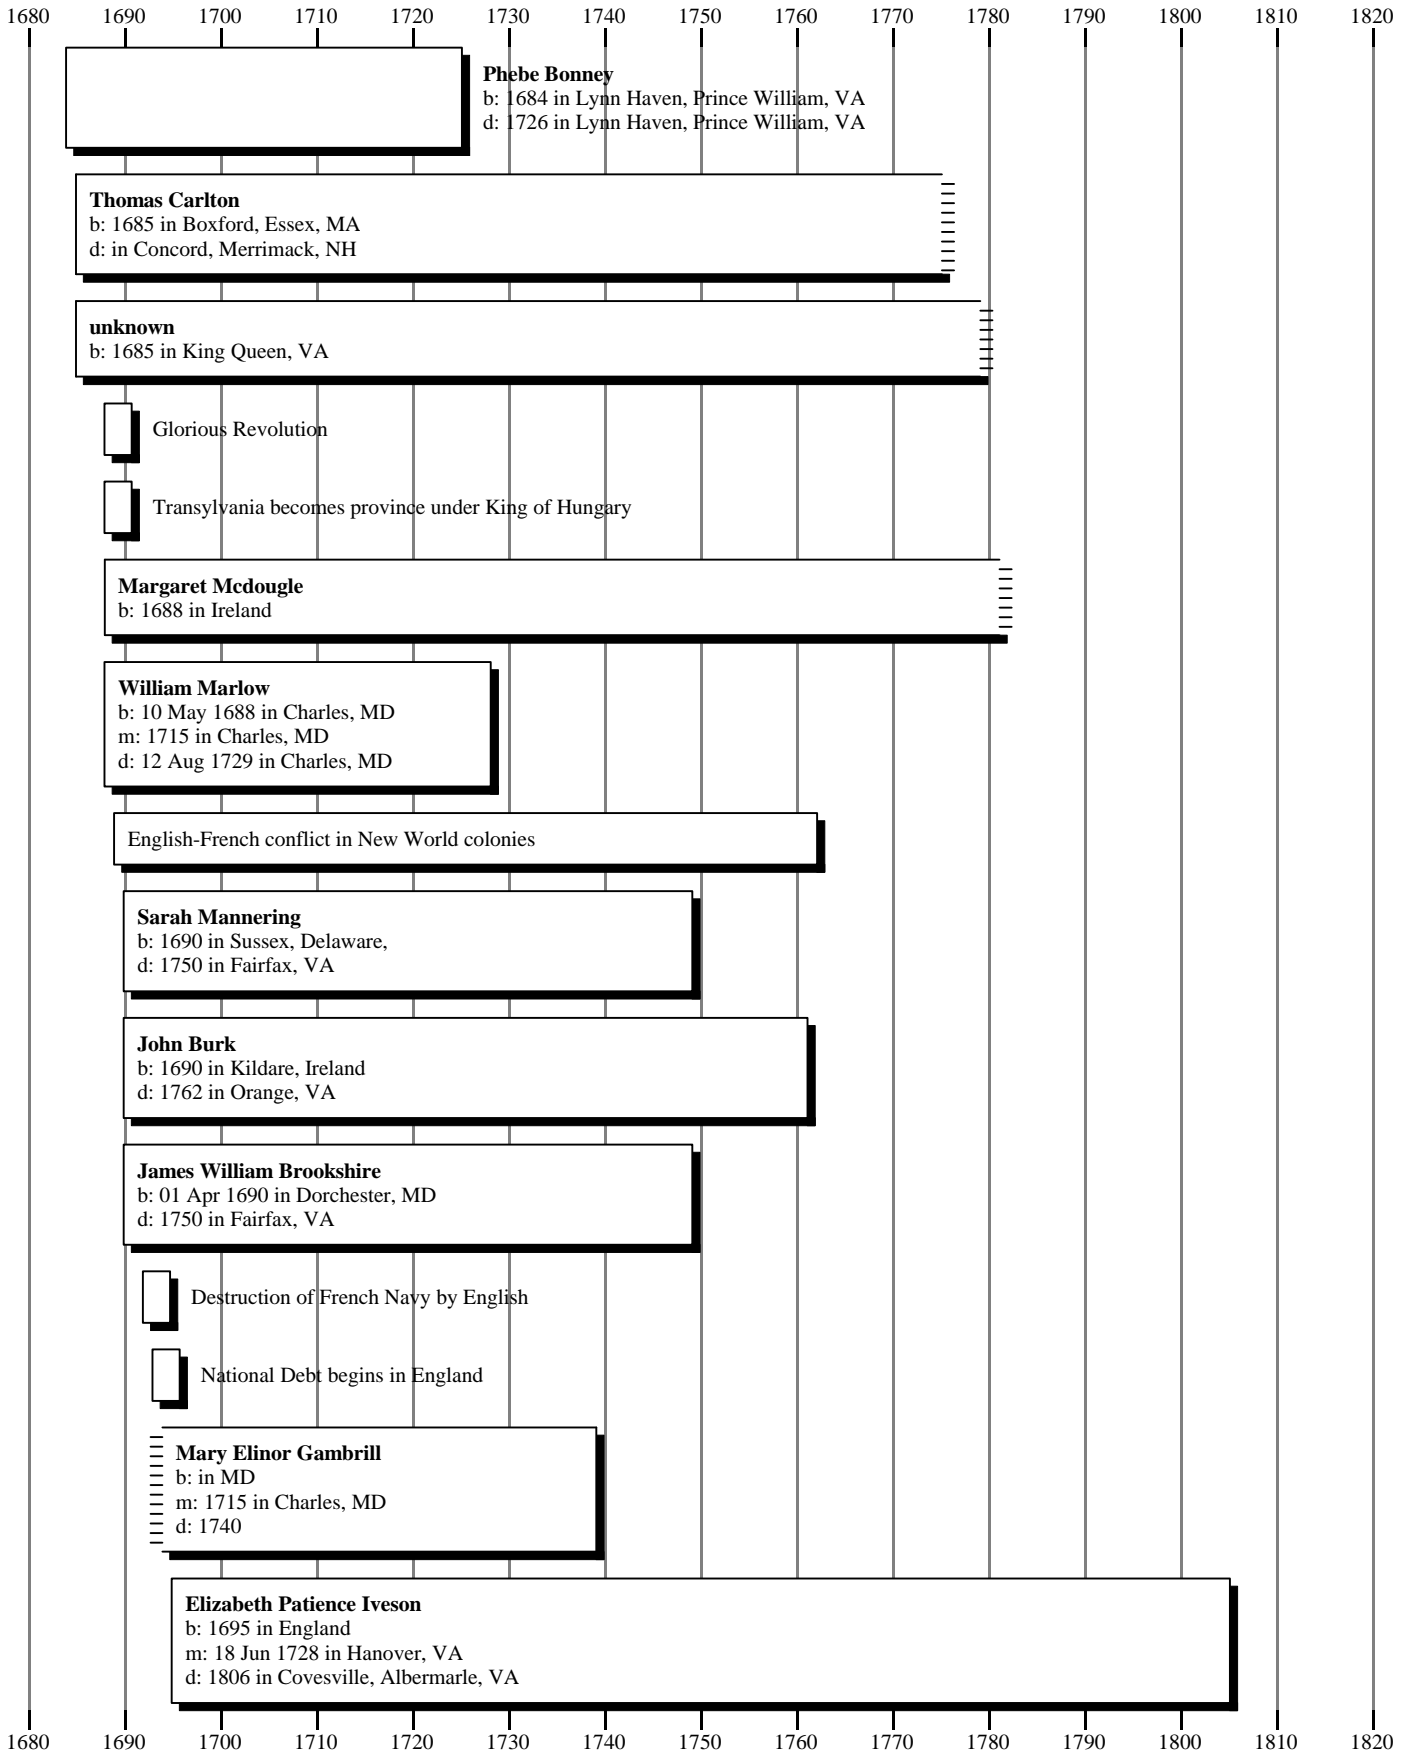 1680 1690 1700 1710 1720 1730 1740 1750 1760 1770 1780 1790 1800 1810 1820
Phebe Bonney
b: 1684 in Lynn Haven, Prince William, VA
d: 1726 in Lynn Haven, Prince William, VA
Thomas Carlton
b: 1685 in Boxford, Essex, MA
d: in Concord, Merrimack, NH
unknown
b: 1685 in King Queen, VA
Glorious Revolution
Transylvania becomes province under King of Hungary
Margaret Mcdougle
b: 1688 in Ireland
William Marlow
b: 10 May 1688 in Charles, MD
m: 1715 in Charles, MD
d: 12 Aug 1729 in Charles, MD
English-French conflict in New World colonies
Sarah Mannering
b: 1690 in Sussex, Delaware,
d: 1750 in Fairfax, VA
John Burk
b: 1690 in Kildare, Ireland
d: 1762 in Orange, VA
James William Brookshire
b: 01 Apr 1690 in Dorchester, MD
d: 1750 in Fairfax, VA
Destruction of French Navy by English
National Debt begins in England
Mary Elinor Gambrill
b: in MD
m: 1715 in Charles, MD
d: 1740
Elizabeth Patience Iveson
b: 1695 in England
m: 18 Jun 1728 in Hanover, VA
d: 1806 in Covesville, Albermarle, VA
1680 1690 1700 1710 1720 1730 1740 1750 1760 1770 1780 1790 1800 1810 1820